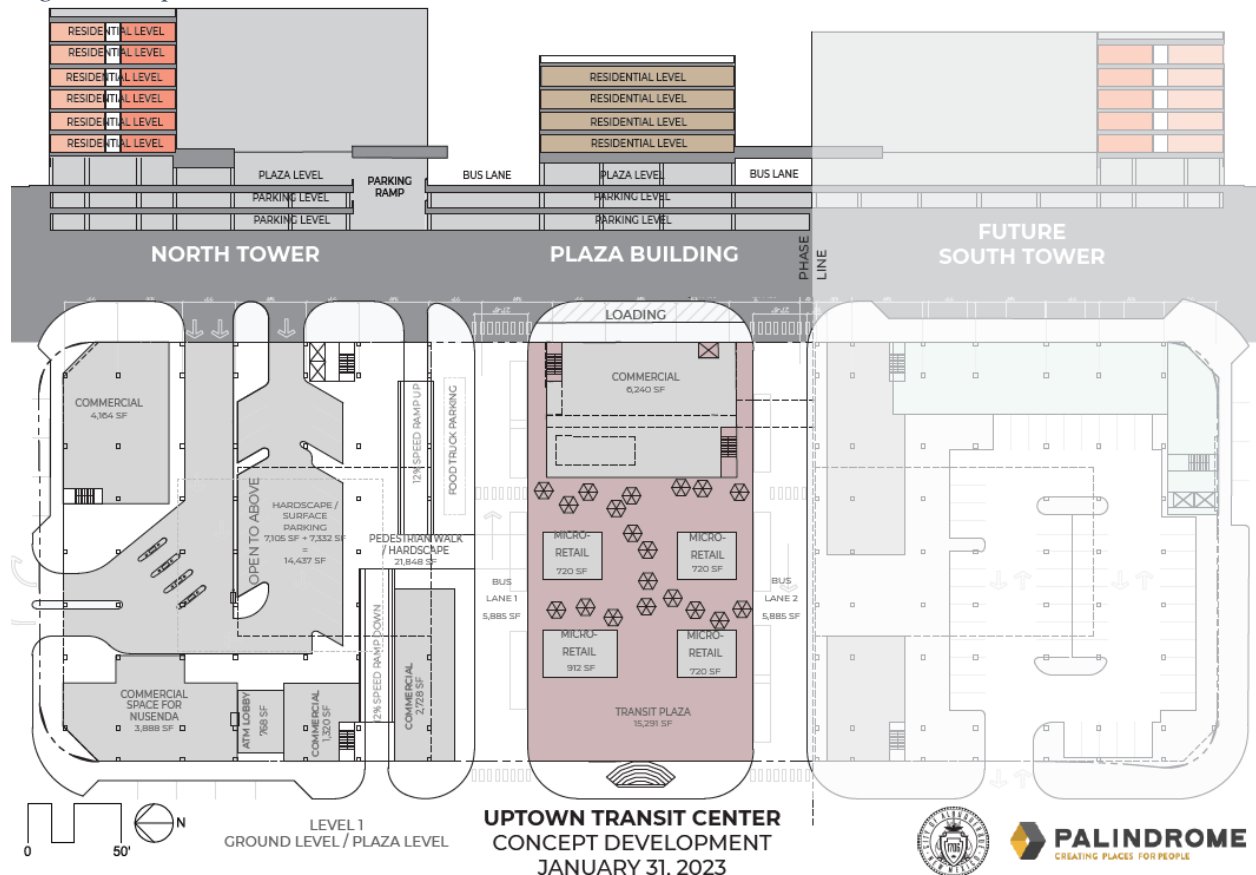 RESIDENTIAL LEVEL
RESIDENTIAL LEVEL
RESIDENTIAL LEVEL
RESIDENTIAL LEVEL
RESIDENTIAL LEVEL
RESIDENTIAL LEVEL
RESIDENTIAL LEVEL
RESIDENTIAL LEVEL
RESIDENTIAL LEVEL
RESIDENTIAL LEVEL
PLAZA LEVEL
PARKING
RAMP
BUS LANE
PLAZA LEVEL
BUS LANE
PARKING LEVEL
PARKING LEVEL
PARKING LEVEL
PARKING LEVEL
NORTH TOWER
PLAZA BUILDING
PHASE
LINE
FUTURE
SOUTH TOWER
LOADING
COMMERCIAL
4,164 SF
12% SPEED RAMP UP
FOOD TRUCK PARKING
COMMERCIAL
6,240 SF
OPEN TO ABOVE
HARDSCAPE /
SURFACE
PARKING
7,105 SF + 7,332 SF
=
14,437 SF
PEDESTRIAN WALK
/ HARDSCAPE
21,848 SF
MICRO-
RETAIL
720 SF
MICRO-
RETAIL
720 SF
BUS
LANE 1
5,885 SF
BUS
LANE 2
5,885 SF
MICRO-
RETAIL
912 SF
MICRO-
RETAIL
720 SF
12% SPEED RAMP DOWN
COMMERCIAL
2,728 SF
COMMERCIAL
SPACE FOR
NUSENDA
3,888 SF
ATM LOBBY
768 SF
COMMERCIAL
1,320 SF
TRANSIT PLAZA
15,291 SF
0 50'
N
LEVEL 1
GROUND LEVEL / PLAZA LEVEL
UPTOWN TRANSIT CENTER
CONCEPT DEVELOPMENT
JANUARY 31, 2023
CITY OF ALBUQUERQUE
1706
NEW MEXICO
PALINDROME
CREATING PLACES FOR PEOPLE